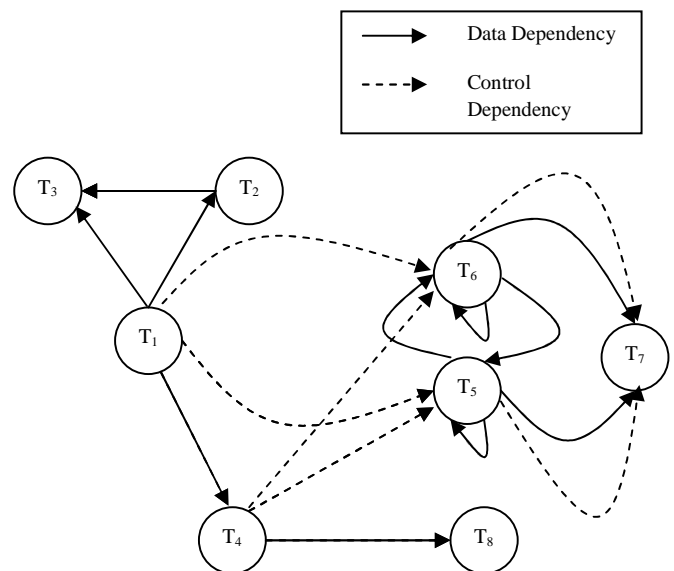 Data Dependency
Control
Dependency
T3
T2
T6
T1
T7
T5
T4
T8